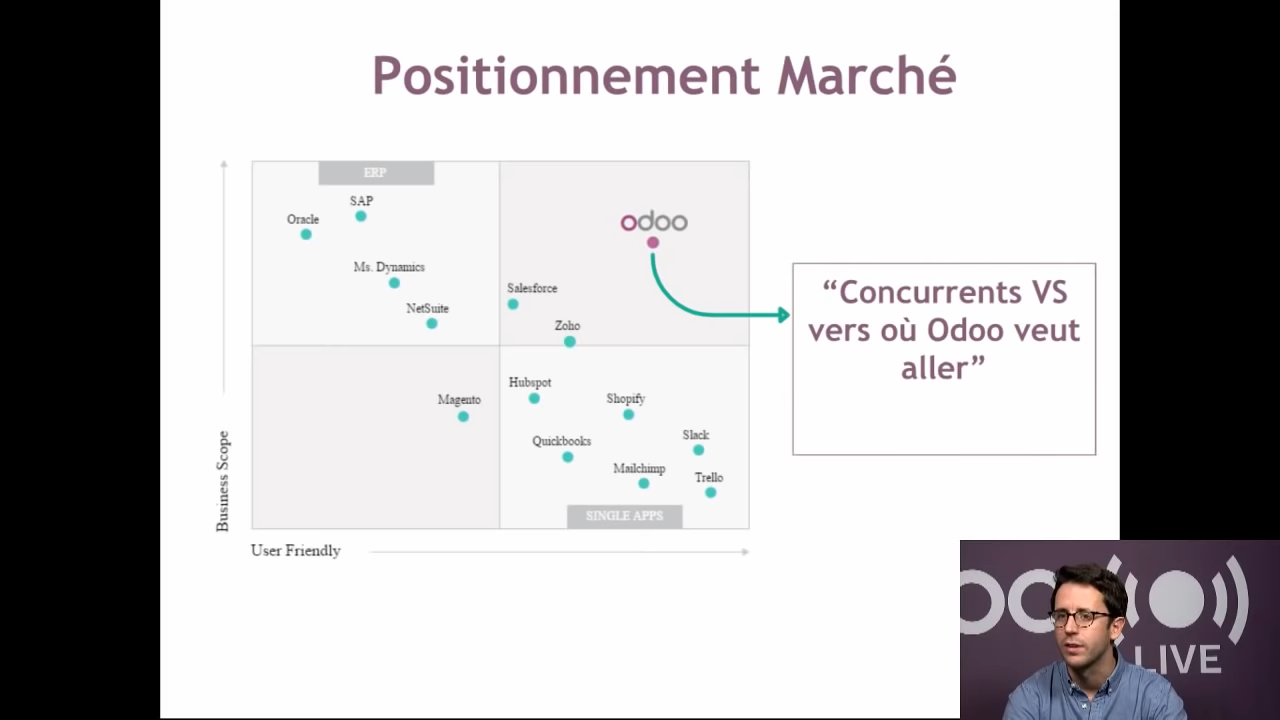 Positionnement Marché
ERP
SAP
Oracle
odoo
Ms. Dynamics
Salesforce
NetSuite
Zoho
“Concurrents VS
vers où Odoo veut
aller”
Hubspot
Magento
Shopify
Quickbooks
Slack
Mailchimp
Trello
SINGLE APPS
Business Scope
User Friendly
LIVE